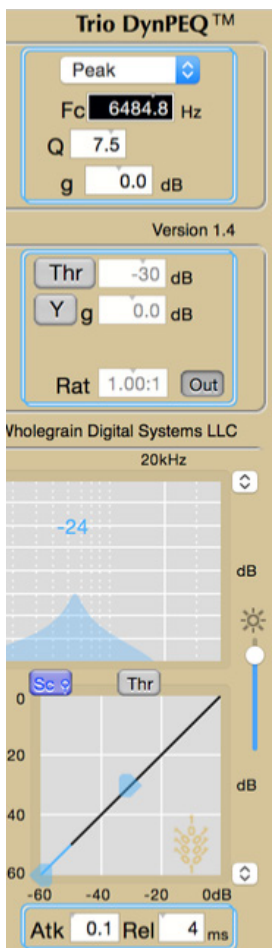 Trio DynPEQ™
Peak
Fc 6484.8 Hz
Q 7.5
g 0.0 dB
Version 1.4
Thr -30 dB
Y g 0.0 dB
Rat 1.00:1 Out
Wholegrain Digital Systems LLC
20kHz
-24
dB
Sc
Thr
0
20
40
60
dB
-60 -40 -20 0dB
Atk 0.1 Rel 4 ms